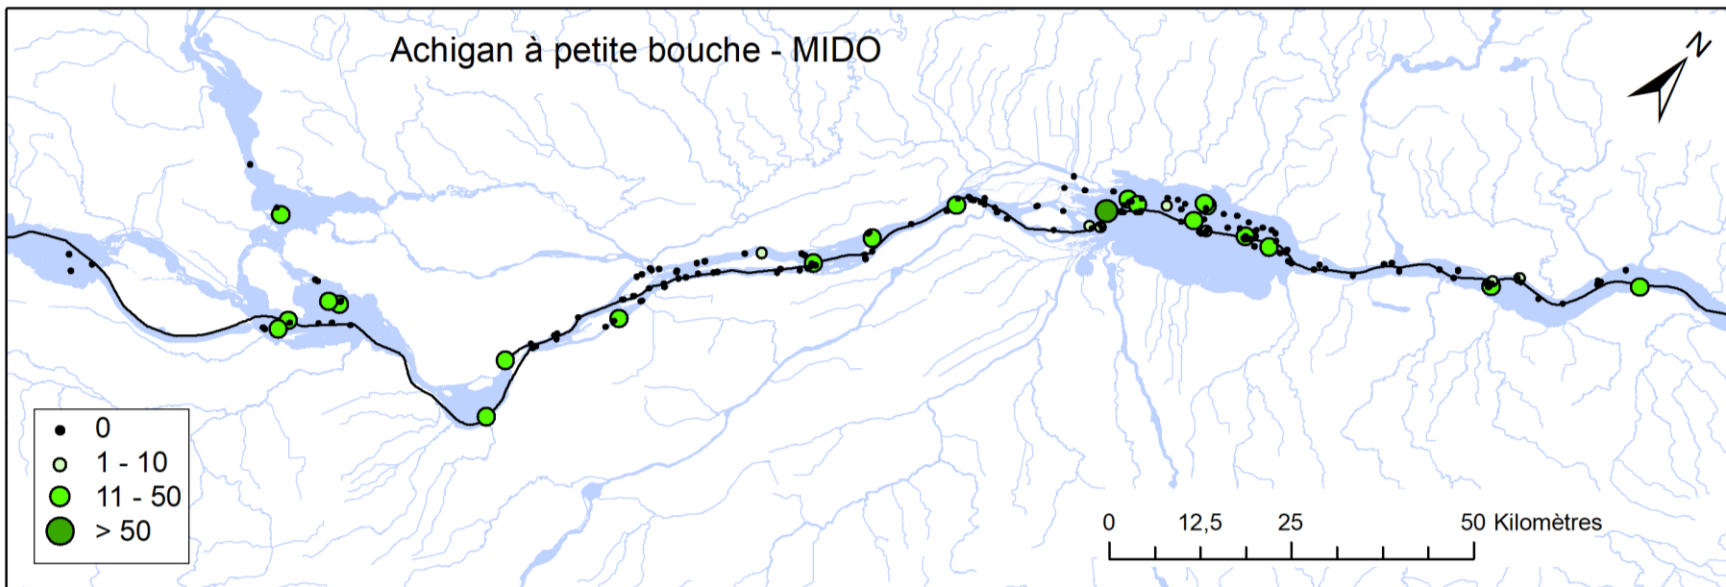 Achigan à petite bouche - MIDO
N
0
1 - 10
11 - 50
> 50
0 12,5 25 50 Kilomètres